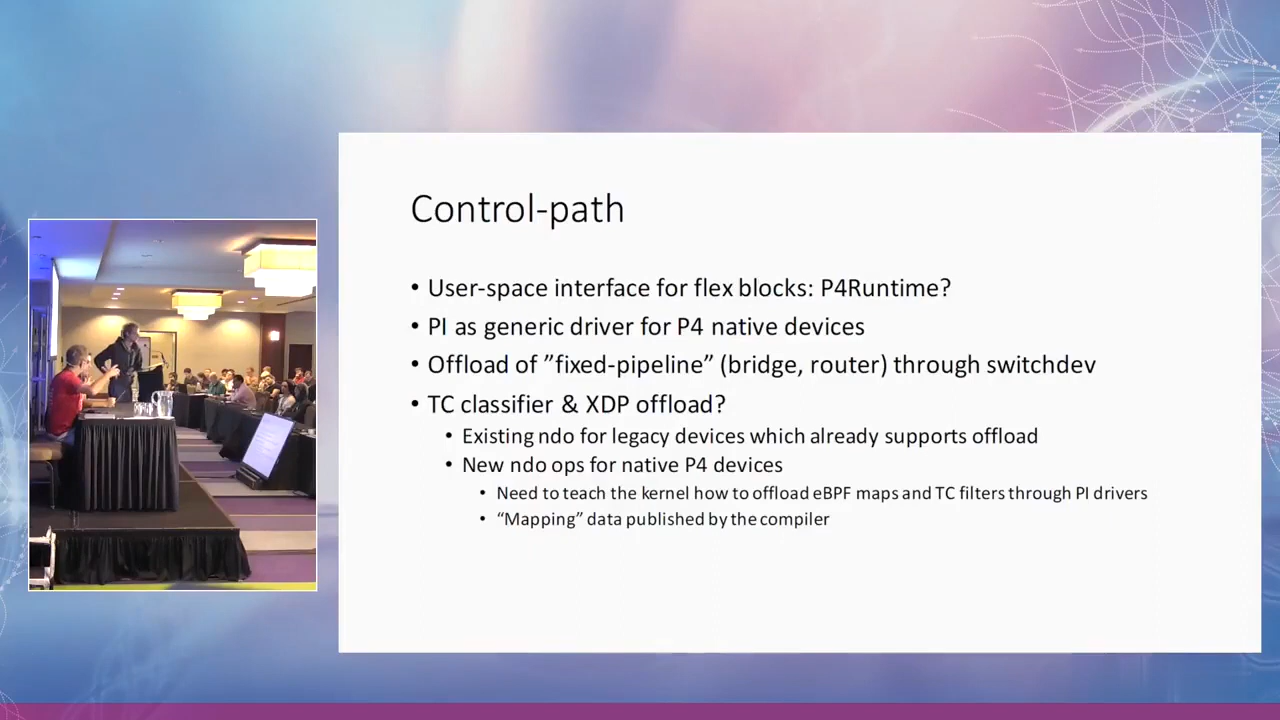 Control-path
• User-space interface for flex blocks: P4Runtime?
• PI as generic driver for P4 native devices
• Offload of ”fixed-pipeline” (bridge, router) through switchdev
• TC classifier & XDP offload?
• Existing ndo for legacy devices which already supports offload
• New ndo ops for native P4 devices
• Need to teach the kernel how to offload eBPF maps and TC filters through PI drivers
• “Mapping” data published by the compiler